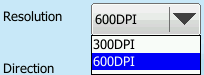 Resolution 600DPI
300DPI
600DPI
Direction